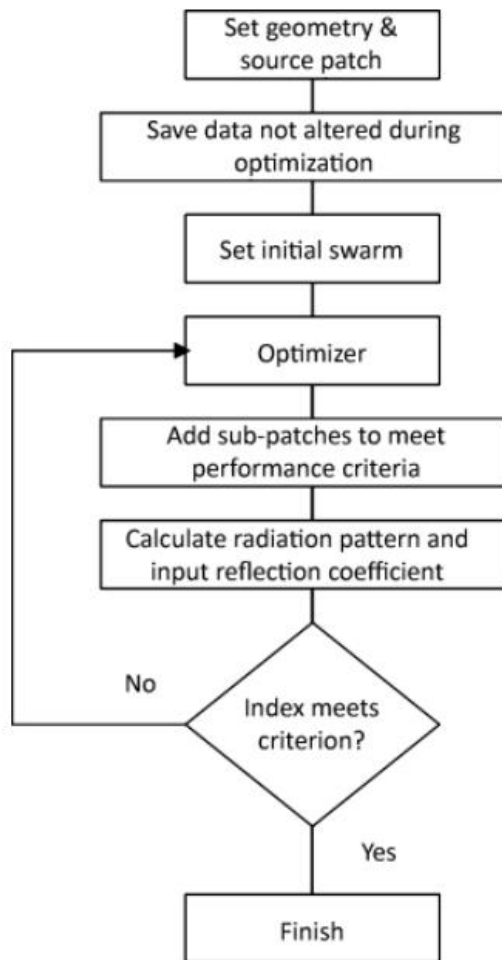 Set geometry &
source patch
Save data not altered during
optimization
Set initial swarm
Optimizer
Add sub-patches to meet
performance criteria
Calculate radiation pattern and
input reflection coefficient
No
Index meets
criterion?
Yes
Finish